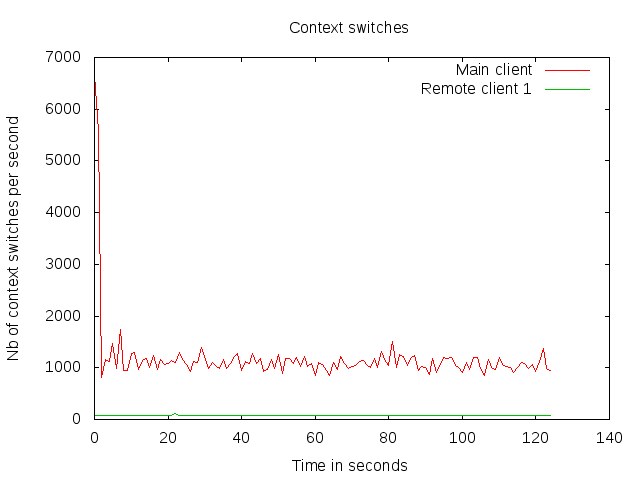 Context switches
Main client
Remote client 1
Nb of context switches per second
7000
6000
5000
4000
3000
2000
1000
0
0 20 40 60 80 100 120 140
Time in seconds